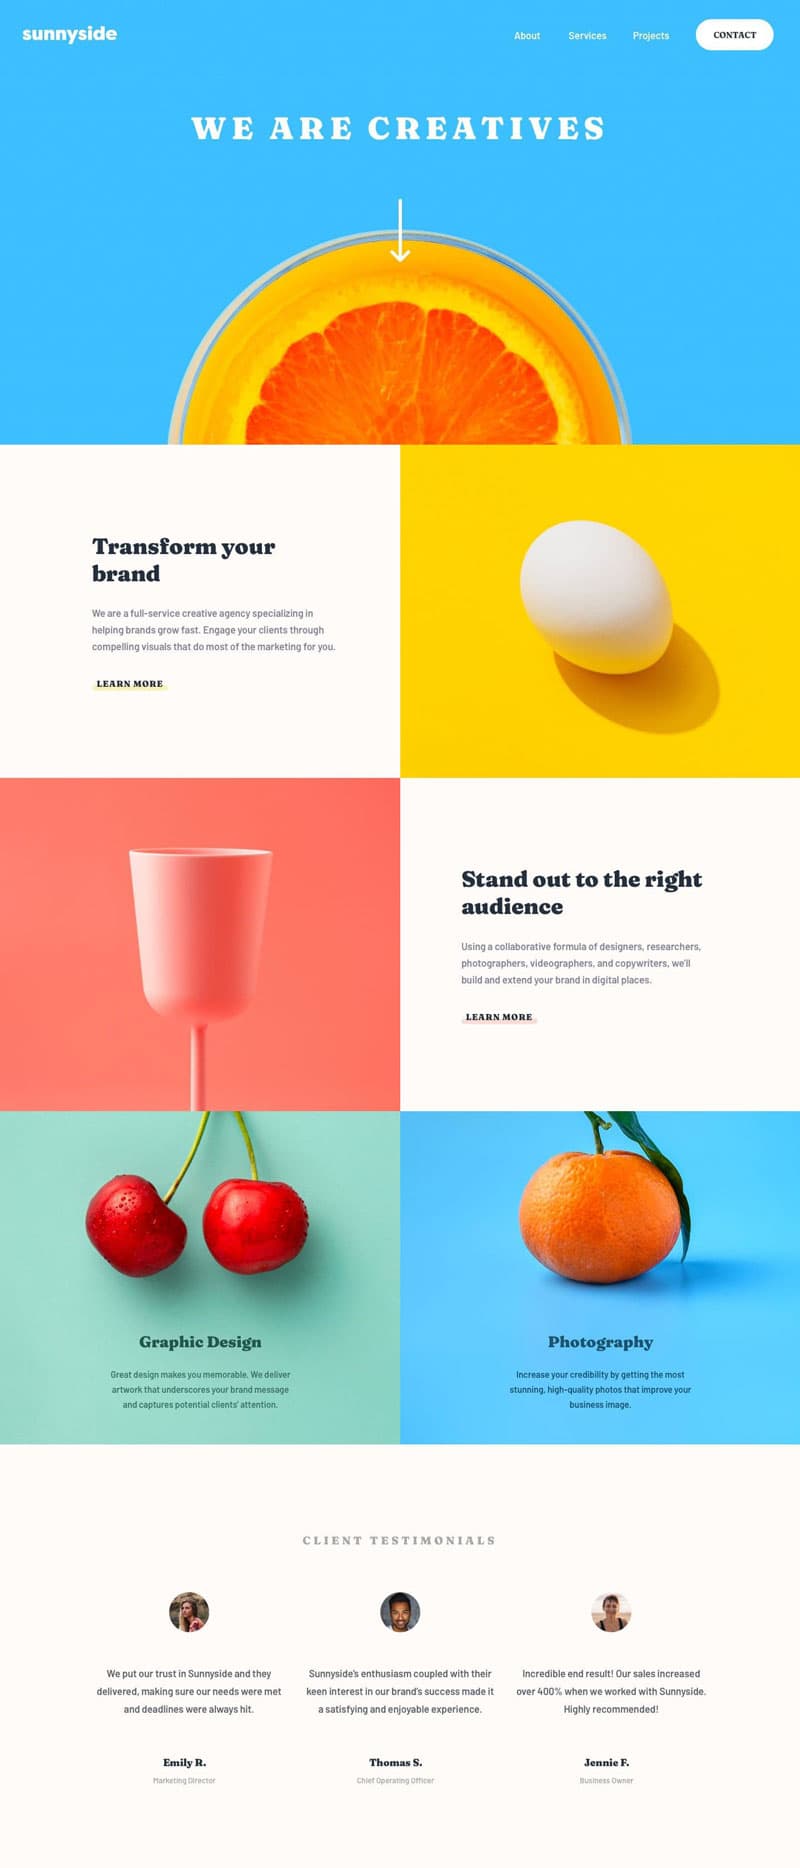 sunnyside
About Services Projects CONTACT
WE ARE CREATIVES
Transform your
brand
We are a full-service creative agency specializing in
helping brands grow fast. Engage your clients through
compelling visuals that do most of the marketing for you.
LEARN MORE
Stand out to the right
audience
Using a collaborative formula of designers, researchers,
photographers, videographers, and copywriters, we'll
build and extend your brand in digital places.
LEARN MORE
Graphic Design
Great design makes you memorable. We deliver
artwork that underscores your brand message
and captures potential clients' attention.
Photography
Increase your credibility by getting the most
stunning, high-quality photos that improve your
business image.
CLIENT TESTIMONIALS
We put our trust in Sunnyside and they
delivered, making sure our needs were met
and deadlines were always hit.
Emily R.
Marketing Director
Sunnyside's enthusiasm coupled with their
keen interest in our brand's success made it
a satisfying and enjoyable experience.
Thomas S.
Chief Operating Officer
Incredible end result! Our sales increased
over 400% when we worked with Sunnyside.
Highly recommended!
Jennie F.
Business Owner